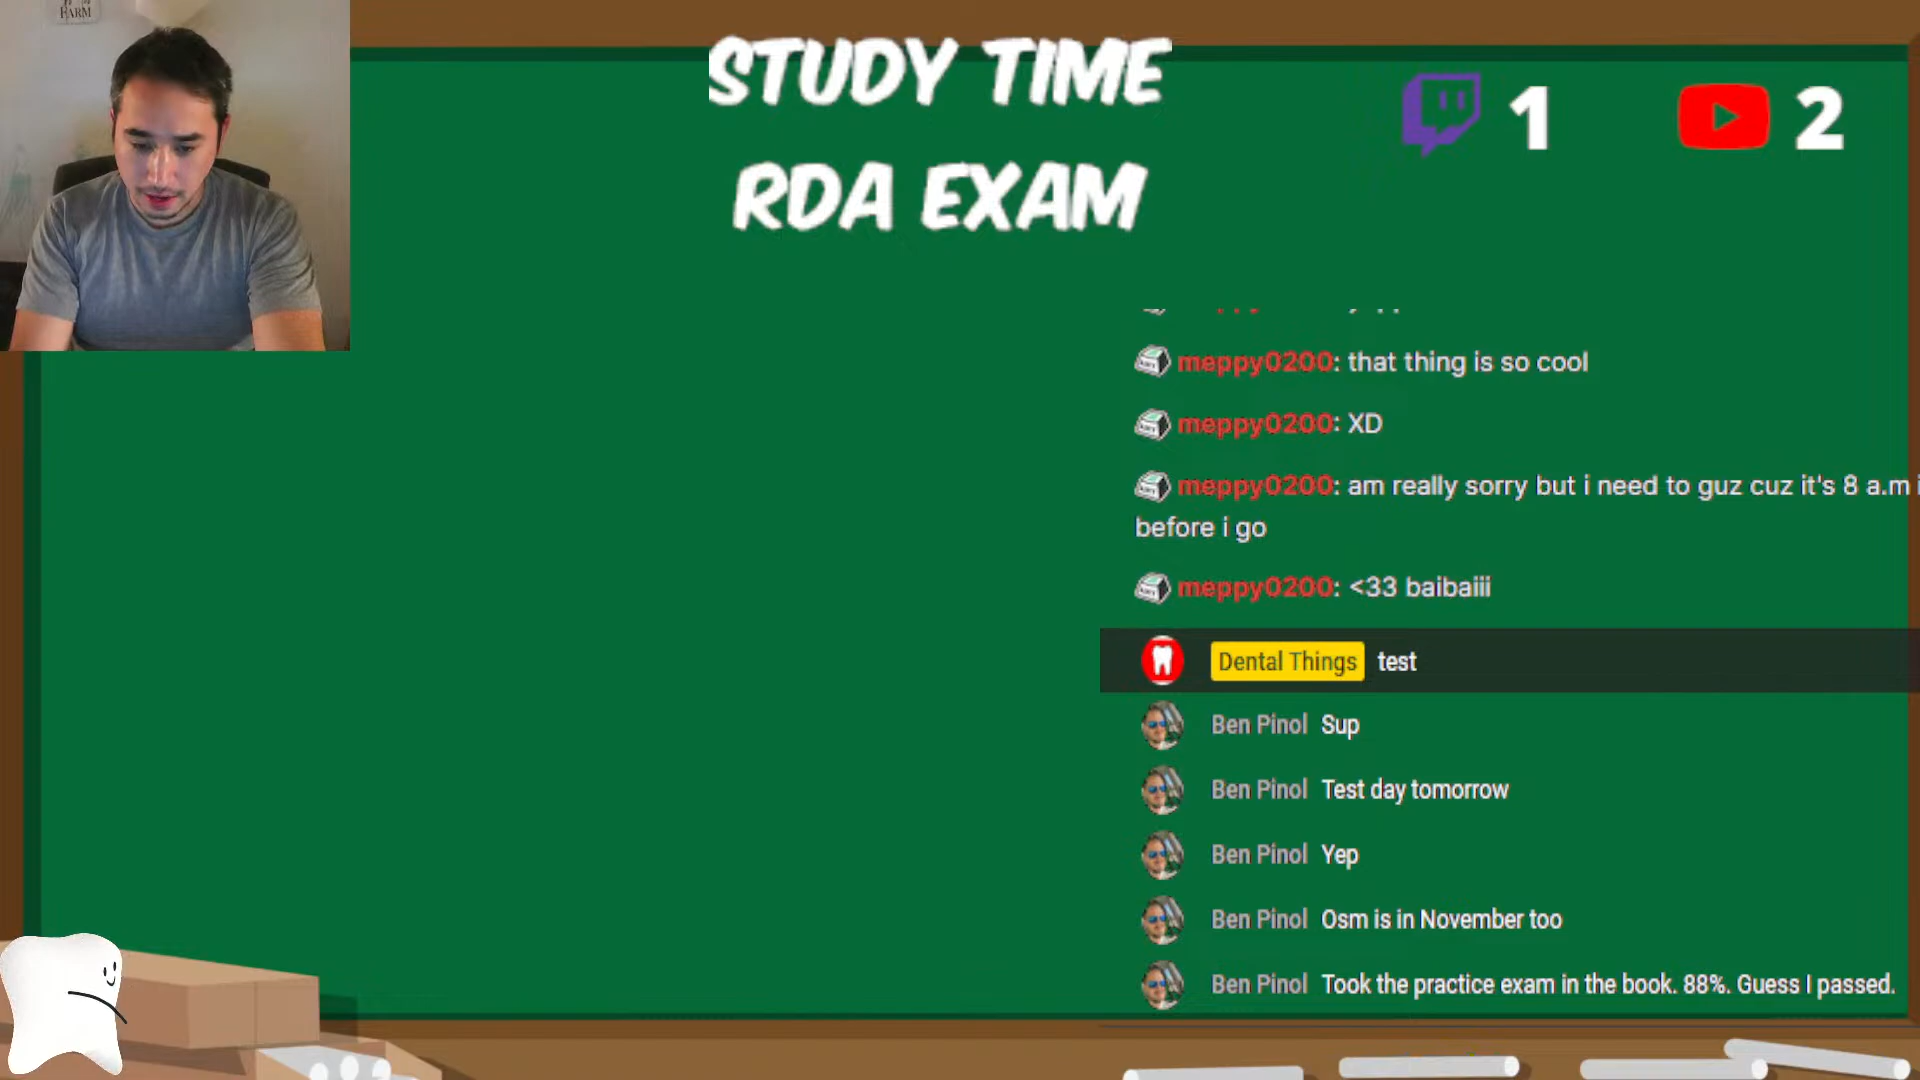 FARM
STUDY TIME
RDA EXAM
1
2
meppy0200: that thing is so cool
meppy0200: XD
meppy0200: am really sorry but i need to guz cuz it's 8 a.m
before i go
meppy0200: <33 baibaiii
Dental Things test
Ben Pinol Sup
Ben Pinol Test day tomorrow
Ben Pinol Yep
Ben Pinol Osm is in November too
Ben Pinol Took the practice exam in the book. 88%. Guess I passed.